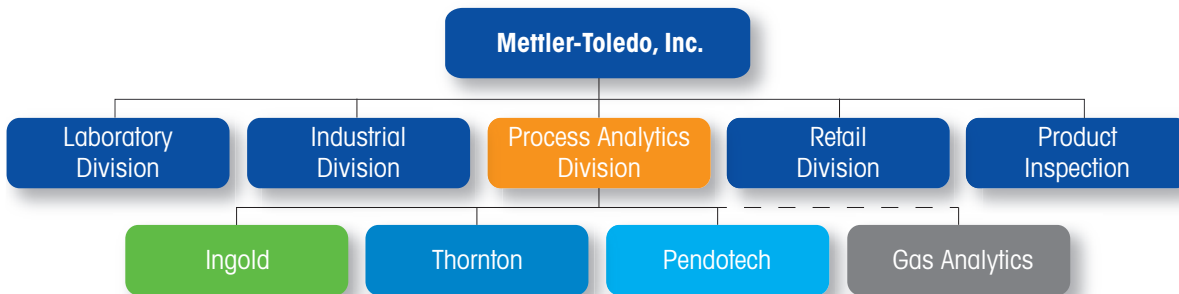 Mettler-Toledo, Inc.
Laboratory
Division
Industrial
Division
Process Analytics
Division
Retail
Division
Product
Inspection
Ingold
Thornton
Pendotech
Gas Analytics